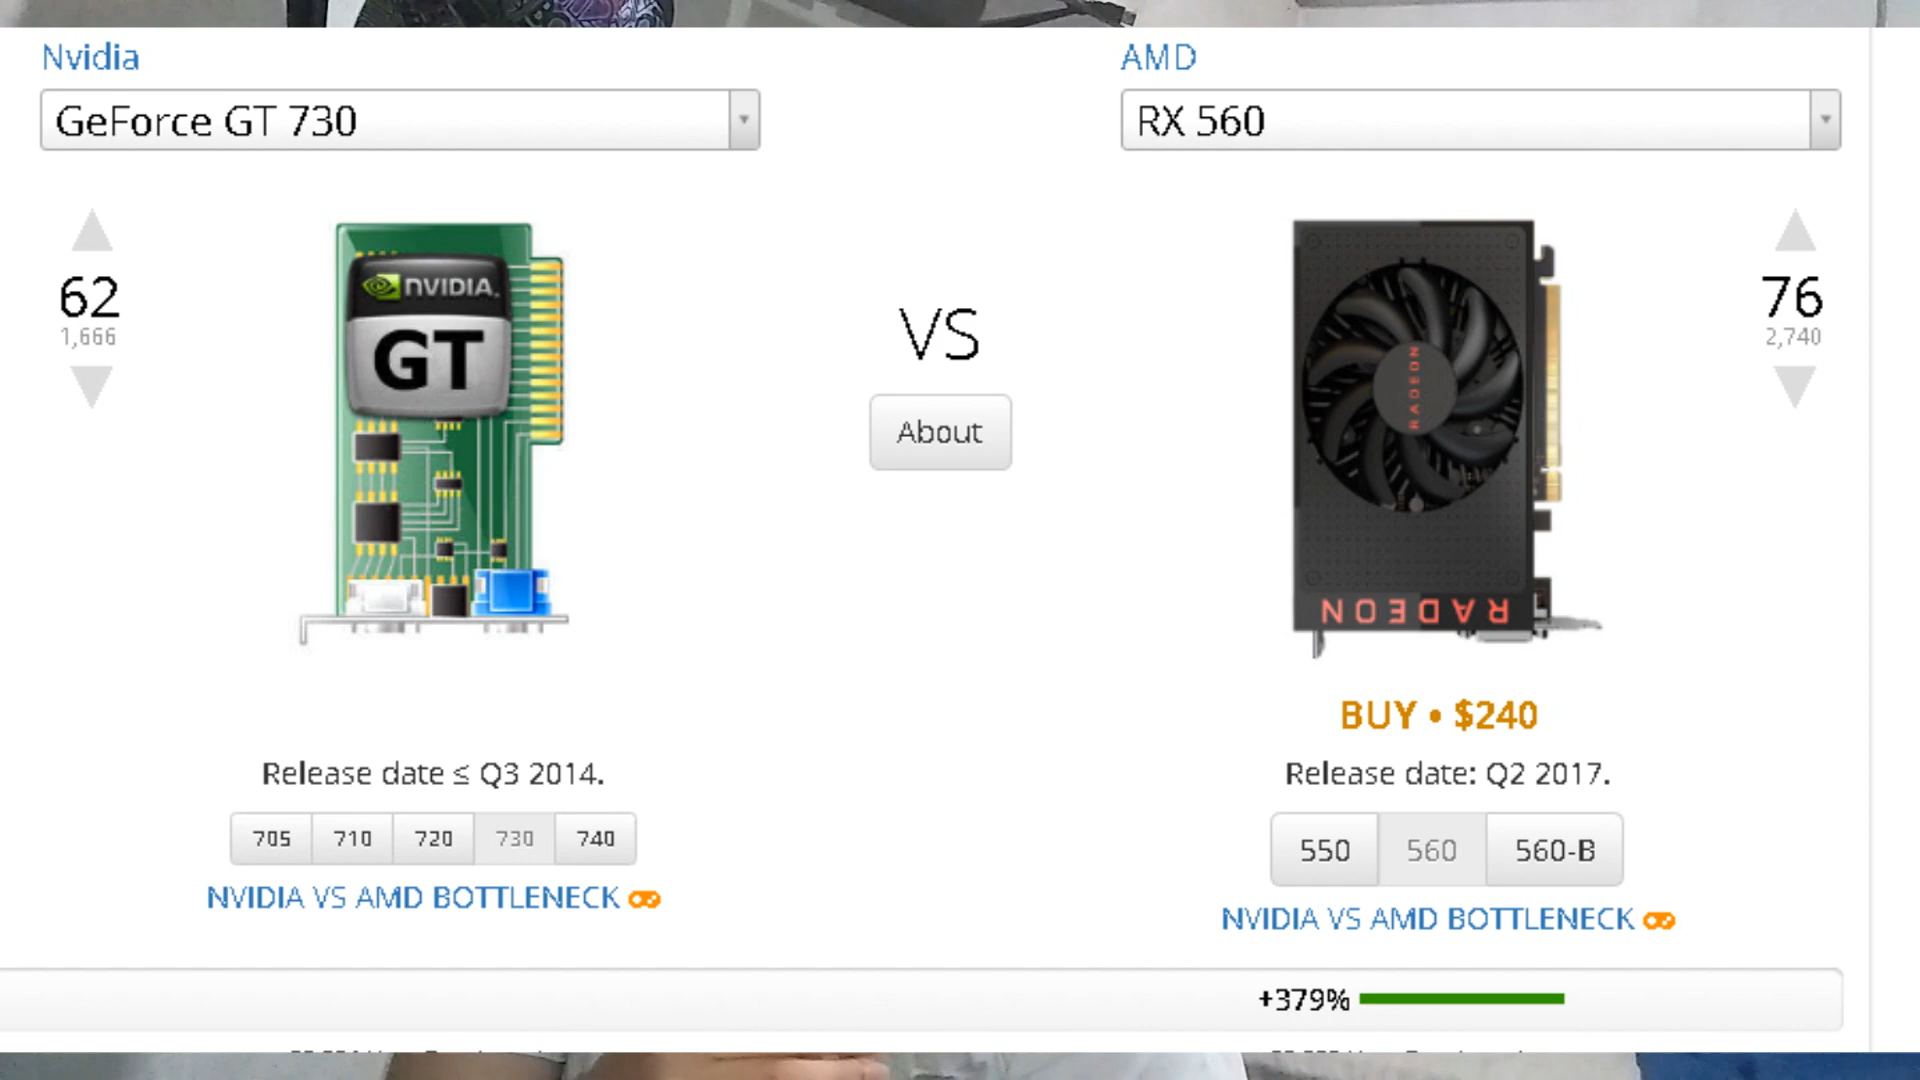 Nvidia
GeForce GT 730
AMD
RX 560
62
1,666
NVIDIA.
GT
VS
About
RADEON
RADEON
76
2,740
BUY • $240
Release date ≤ Q3 2014.
Release date: Q2 2017.
705 710 720 730 740
550 560 560-B
NVIDIA VS AMD BOTTLENECK
NVIDIA VS AMD BOTTLENECK
+379%